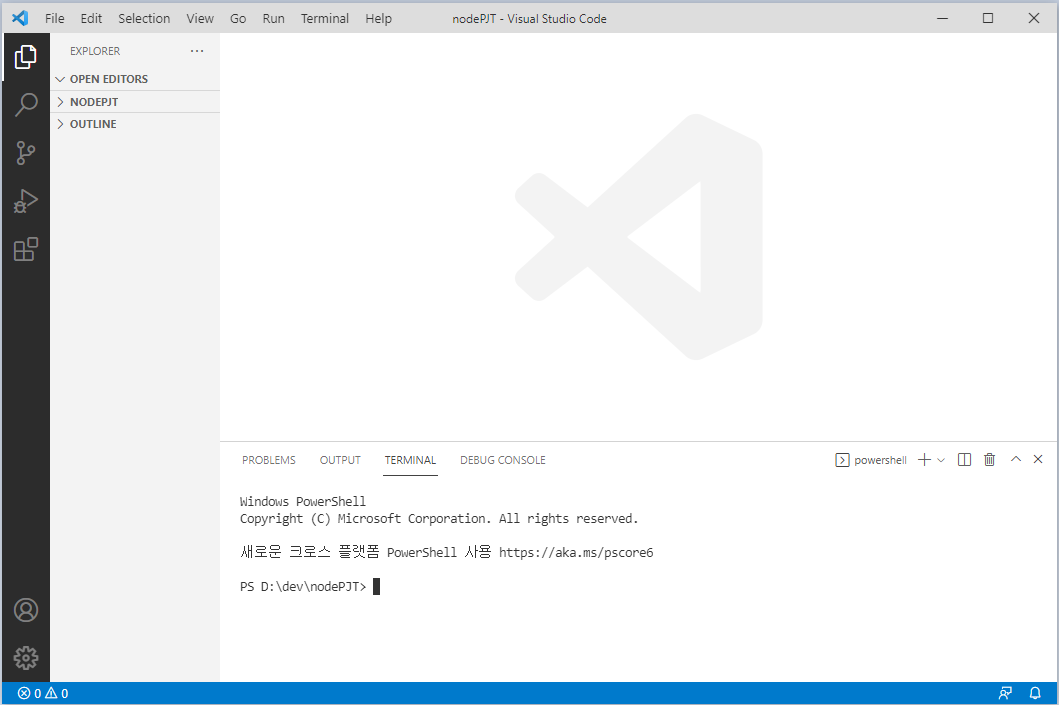 File Edit Selection View Go Run Terminal Help nodePJT - Visual Studio Code
EXPLORER
OPEN EDITORS
NODEPJT
OUTLINE
PROBLEMS OUTPUT TERMINAL DEBUG CONSOLE powershell
Windows PowerShell
Copyright (C) Microsoft Corporation. All rights reserved.
새로운 크로스 플랫폼 PowerShell 사용 https://aka.ms/pscore6
PS D:\dev\nodePJT>
0 0